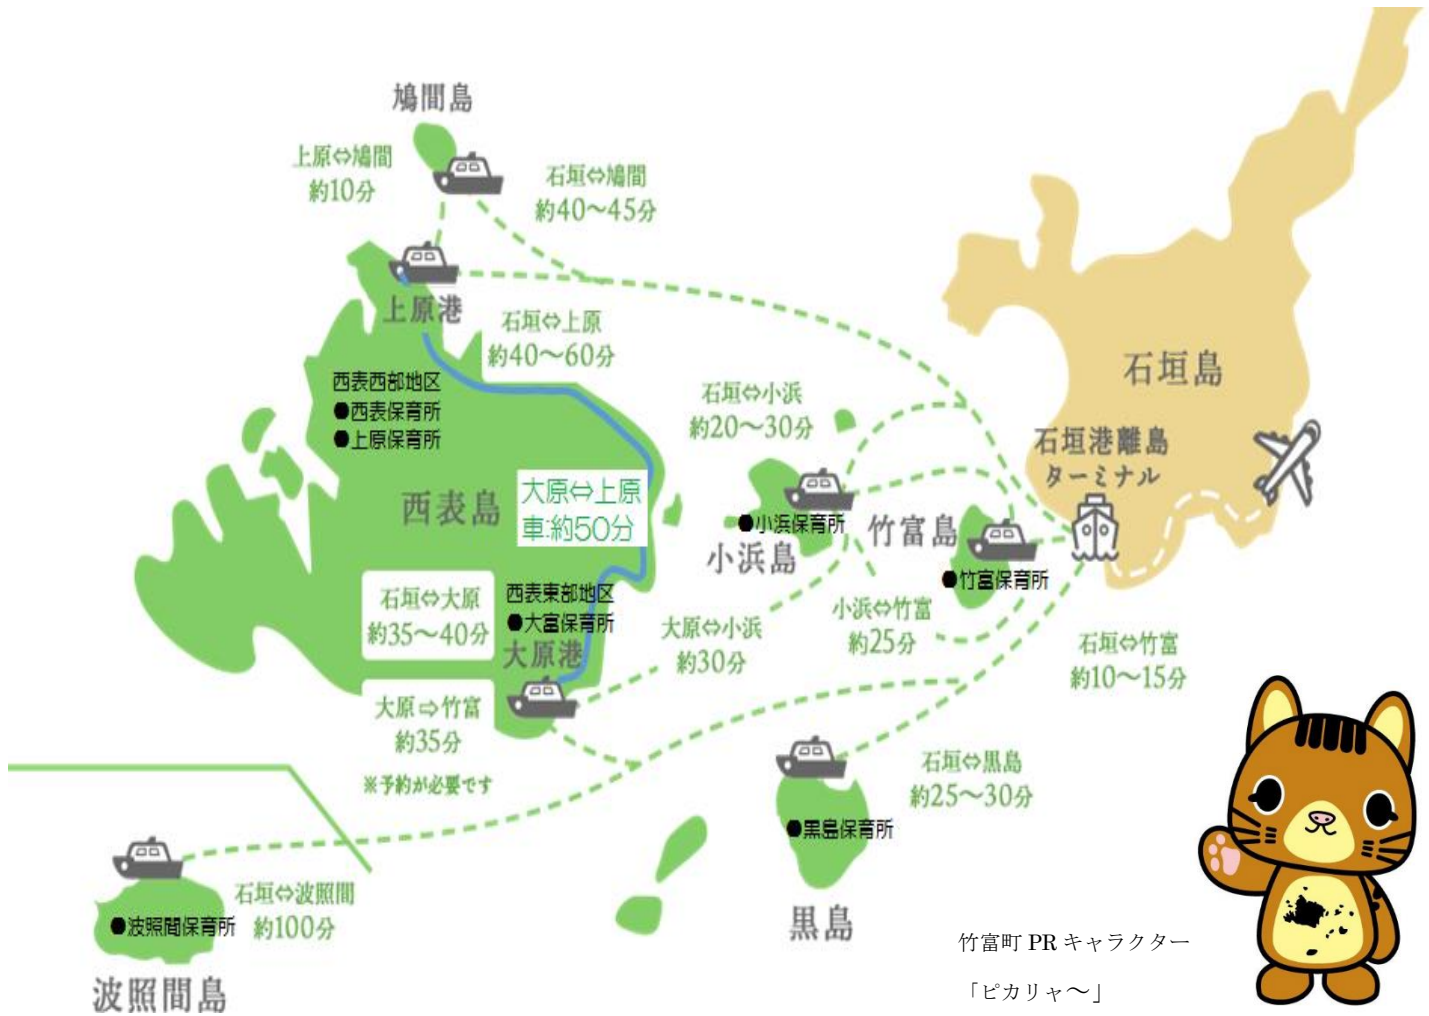 鳩間島
上原⇔鳩間
約10分
石垣⇔鳩間
約40～45分
上原港
石垣⇔上原
約40～60分
西表西部地区
●西表保育所
●上原保育所
西表島
大原⇔上原
車:約50分
石垣島
石垣港離島
ターミナル
石垣⇔小浜
約20～30分
●小浜保育所
小浜島
竹富島
●竹富保育所
石垣⇔大原
約35～40分
西表東部地区
●大富保育所
大原港
大原⇔小浜
約30分
小浜⇔竹富
約25分
石垣⇔竹富
約10～15分
大原⇨竹富
約35分
※予約が必要です
石垣⇔黒島
約25～30分
●黒島保育所
黒島
石垣⇔波照間
約100分
●波照間保育所
波照間島
竹富町 PR キャラクター
「ピカリャ～」